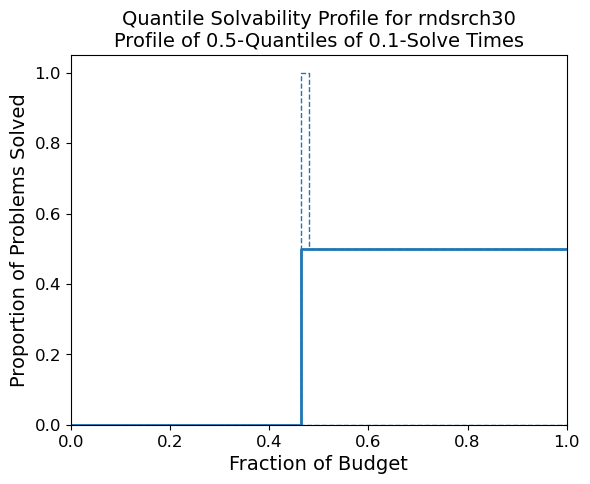 Quantile Solvability Profile for rndsrch30
Profile of 0.5-Quantiles of 0.1-Solve Times
Proportion of Problems Solved
1.0
0.8
0.6
0.4
0.2
0.0
0.0 0.2 0.4 0.6 0.8 1.0
Fraction of Budget